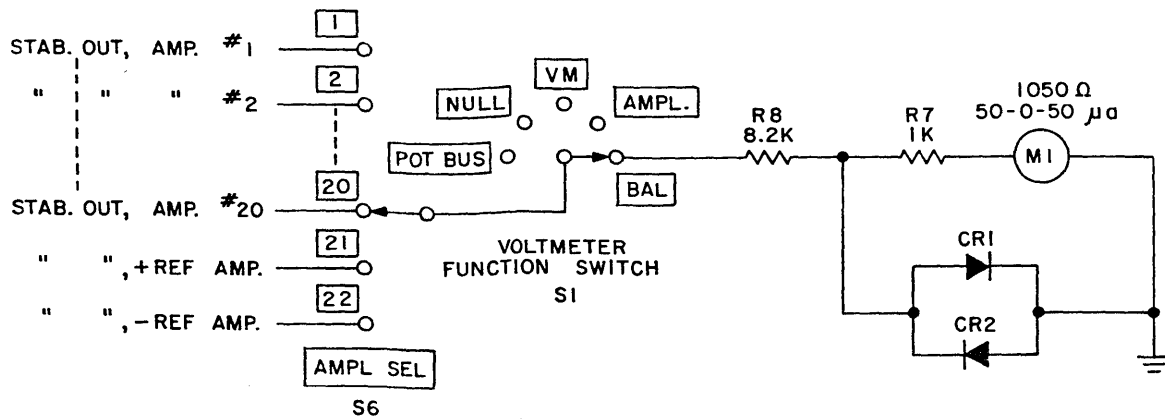 1
STAB. OUT, AMP. #1
2
" " " #2
20
STAB. OUT, AMP. #20
21
" ", +REF AMP.
22
" ", -REF AMP.
AMPL SEL
S6
VM
NULL
AMPL.
POT BUS
BAL
VOLTMETER
FUNCTION SWITCH
S1
R8
8.2K
R7
1K
1050 Ω
50-0-50 μa
M1
CR1
CR2